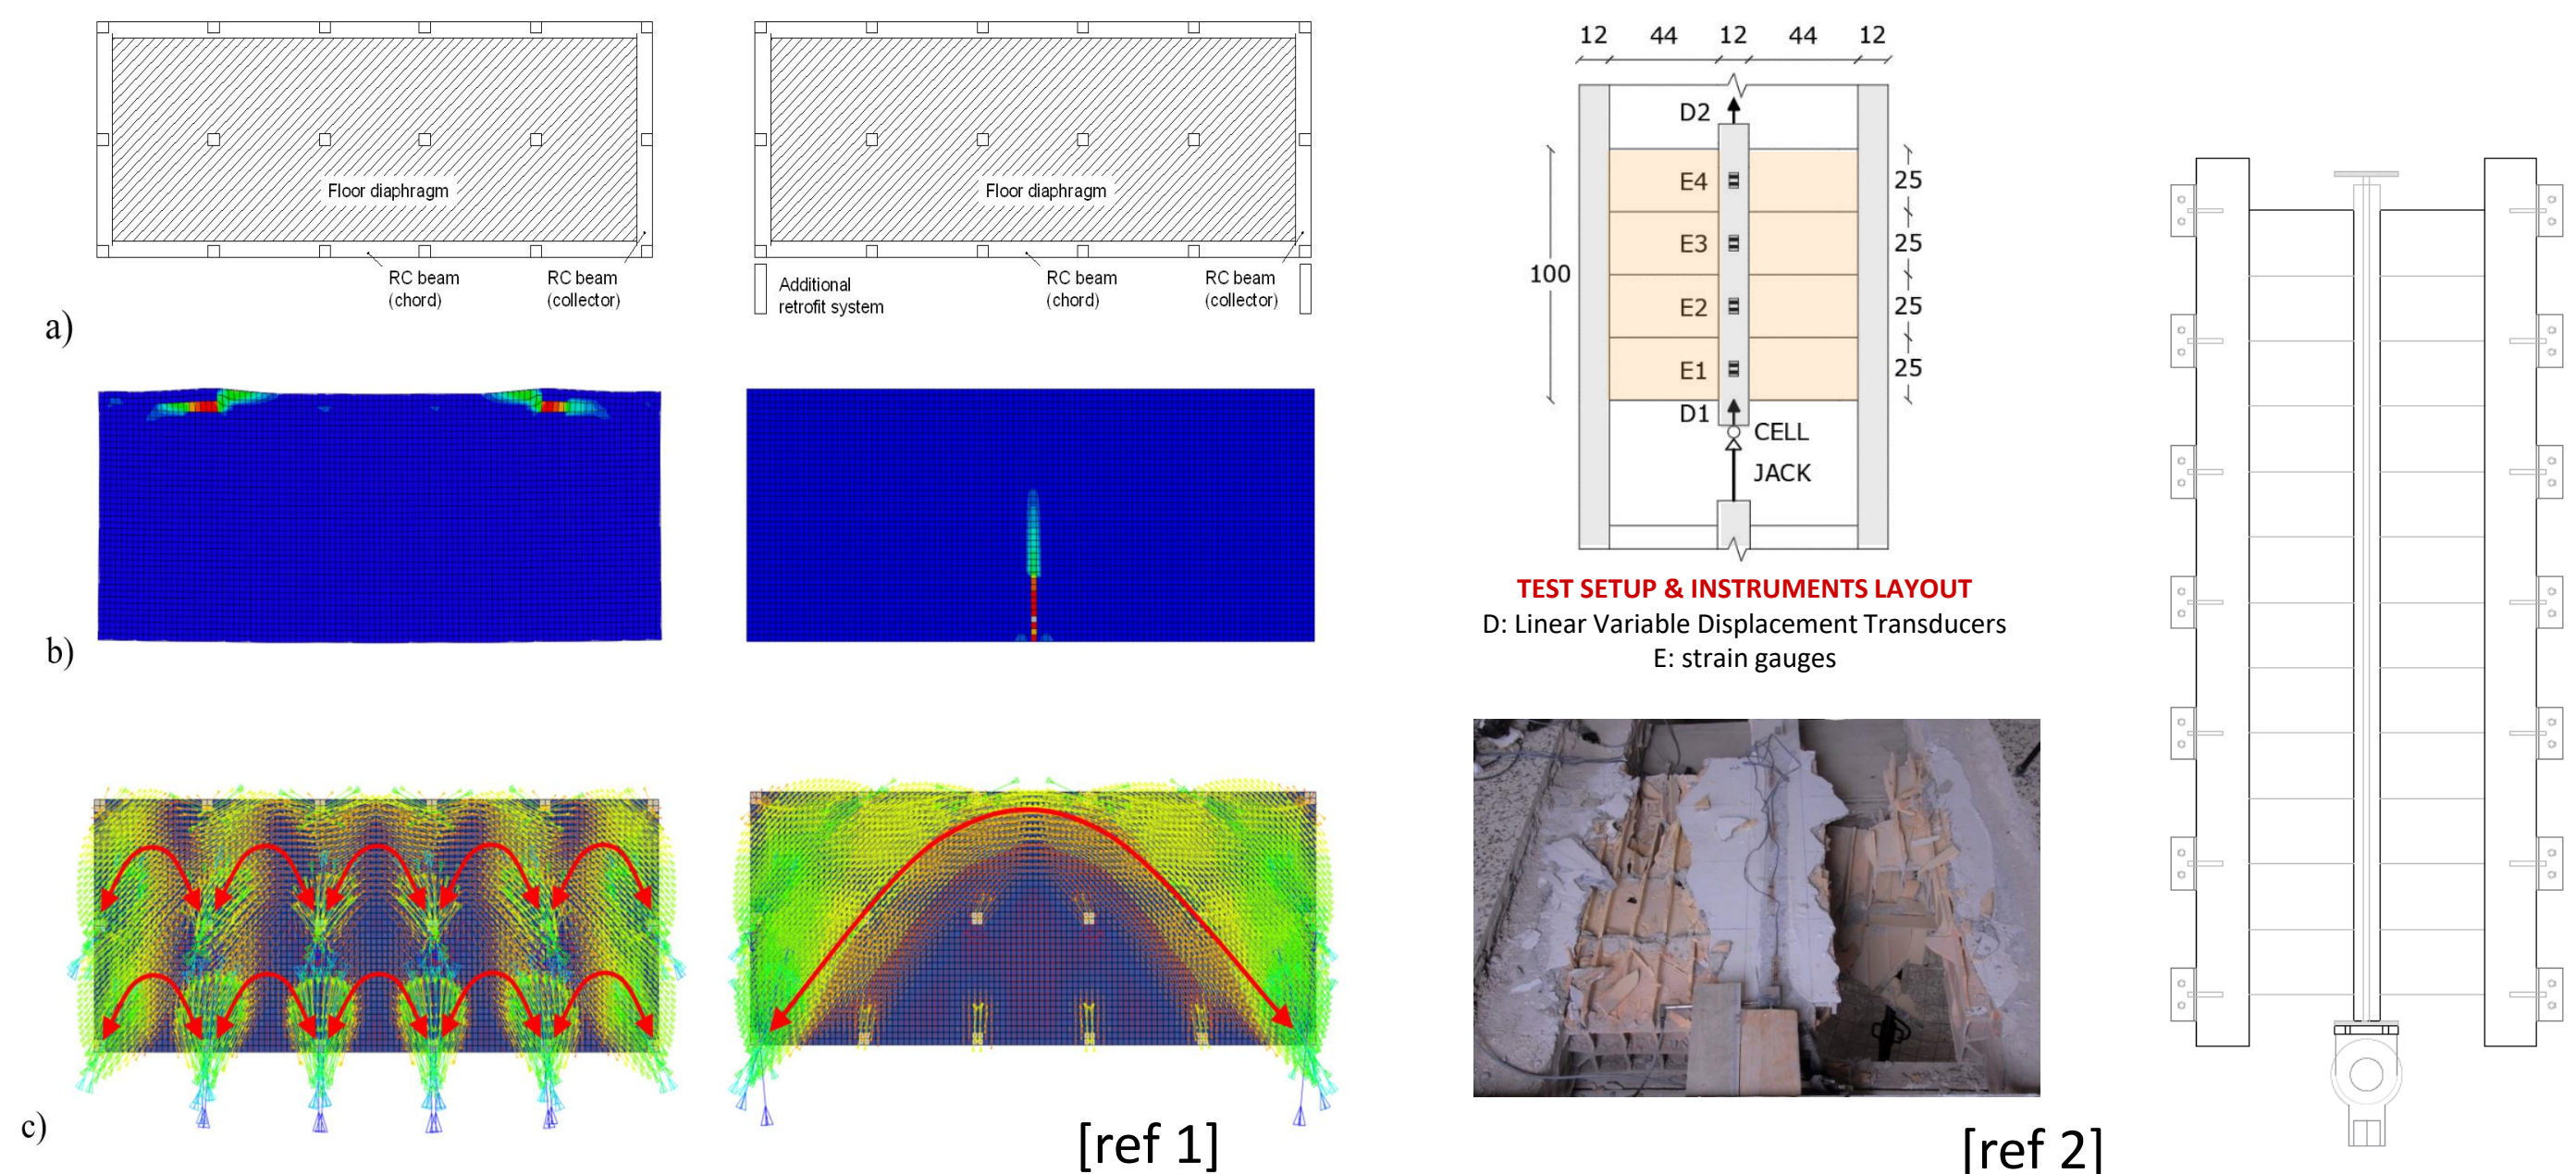 Floor diaphragm
RC beam
(chord)
RC beam
(collector)
a)
Floor diaphragm
Additional
retrofit system
RC beam
(chord)
RC beam
(collector)
b)
c)
[ref 1]
12 44 12 44 12
D2
E4
E3
E2
E1
D1
100
25
25
25
25
CELL
JACK
TEST SETUP & INSTRUMENTS LAYOUT
D: Linear Variable Displacement Transducers
E: strain gauges
[ref 2]